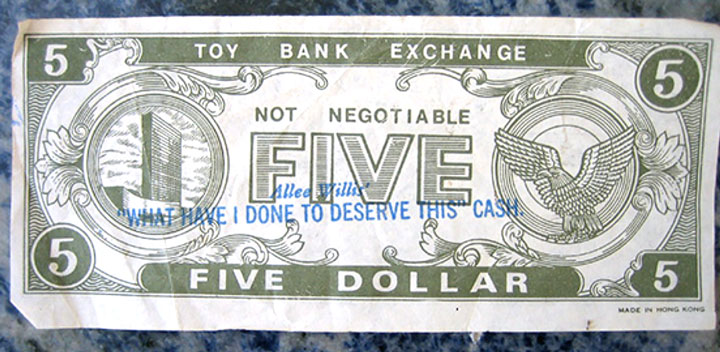 5 TOY BANK EXCHANGE 5
NOT NEGOTIABLE
FIVE
Allee Willis'
"WHAT HAVE I DONE TO DESERVE THIS" CASH.
5 FIVE DOLLAR 5
MADE IN HONG KONG